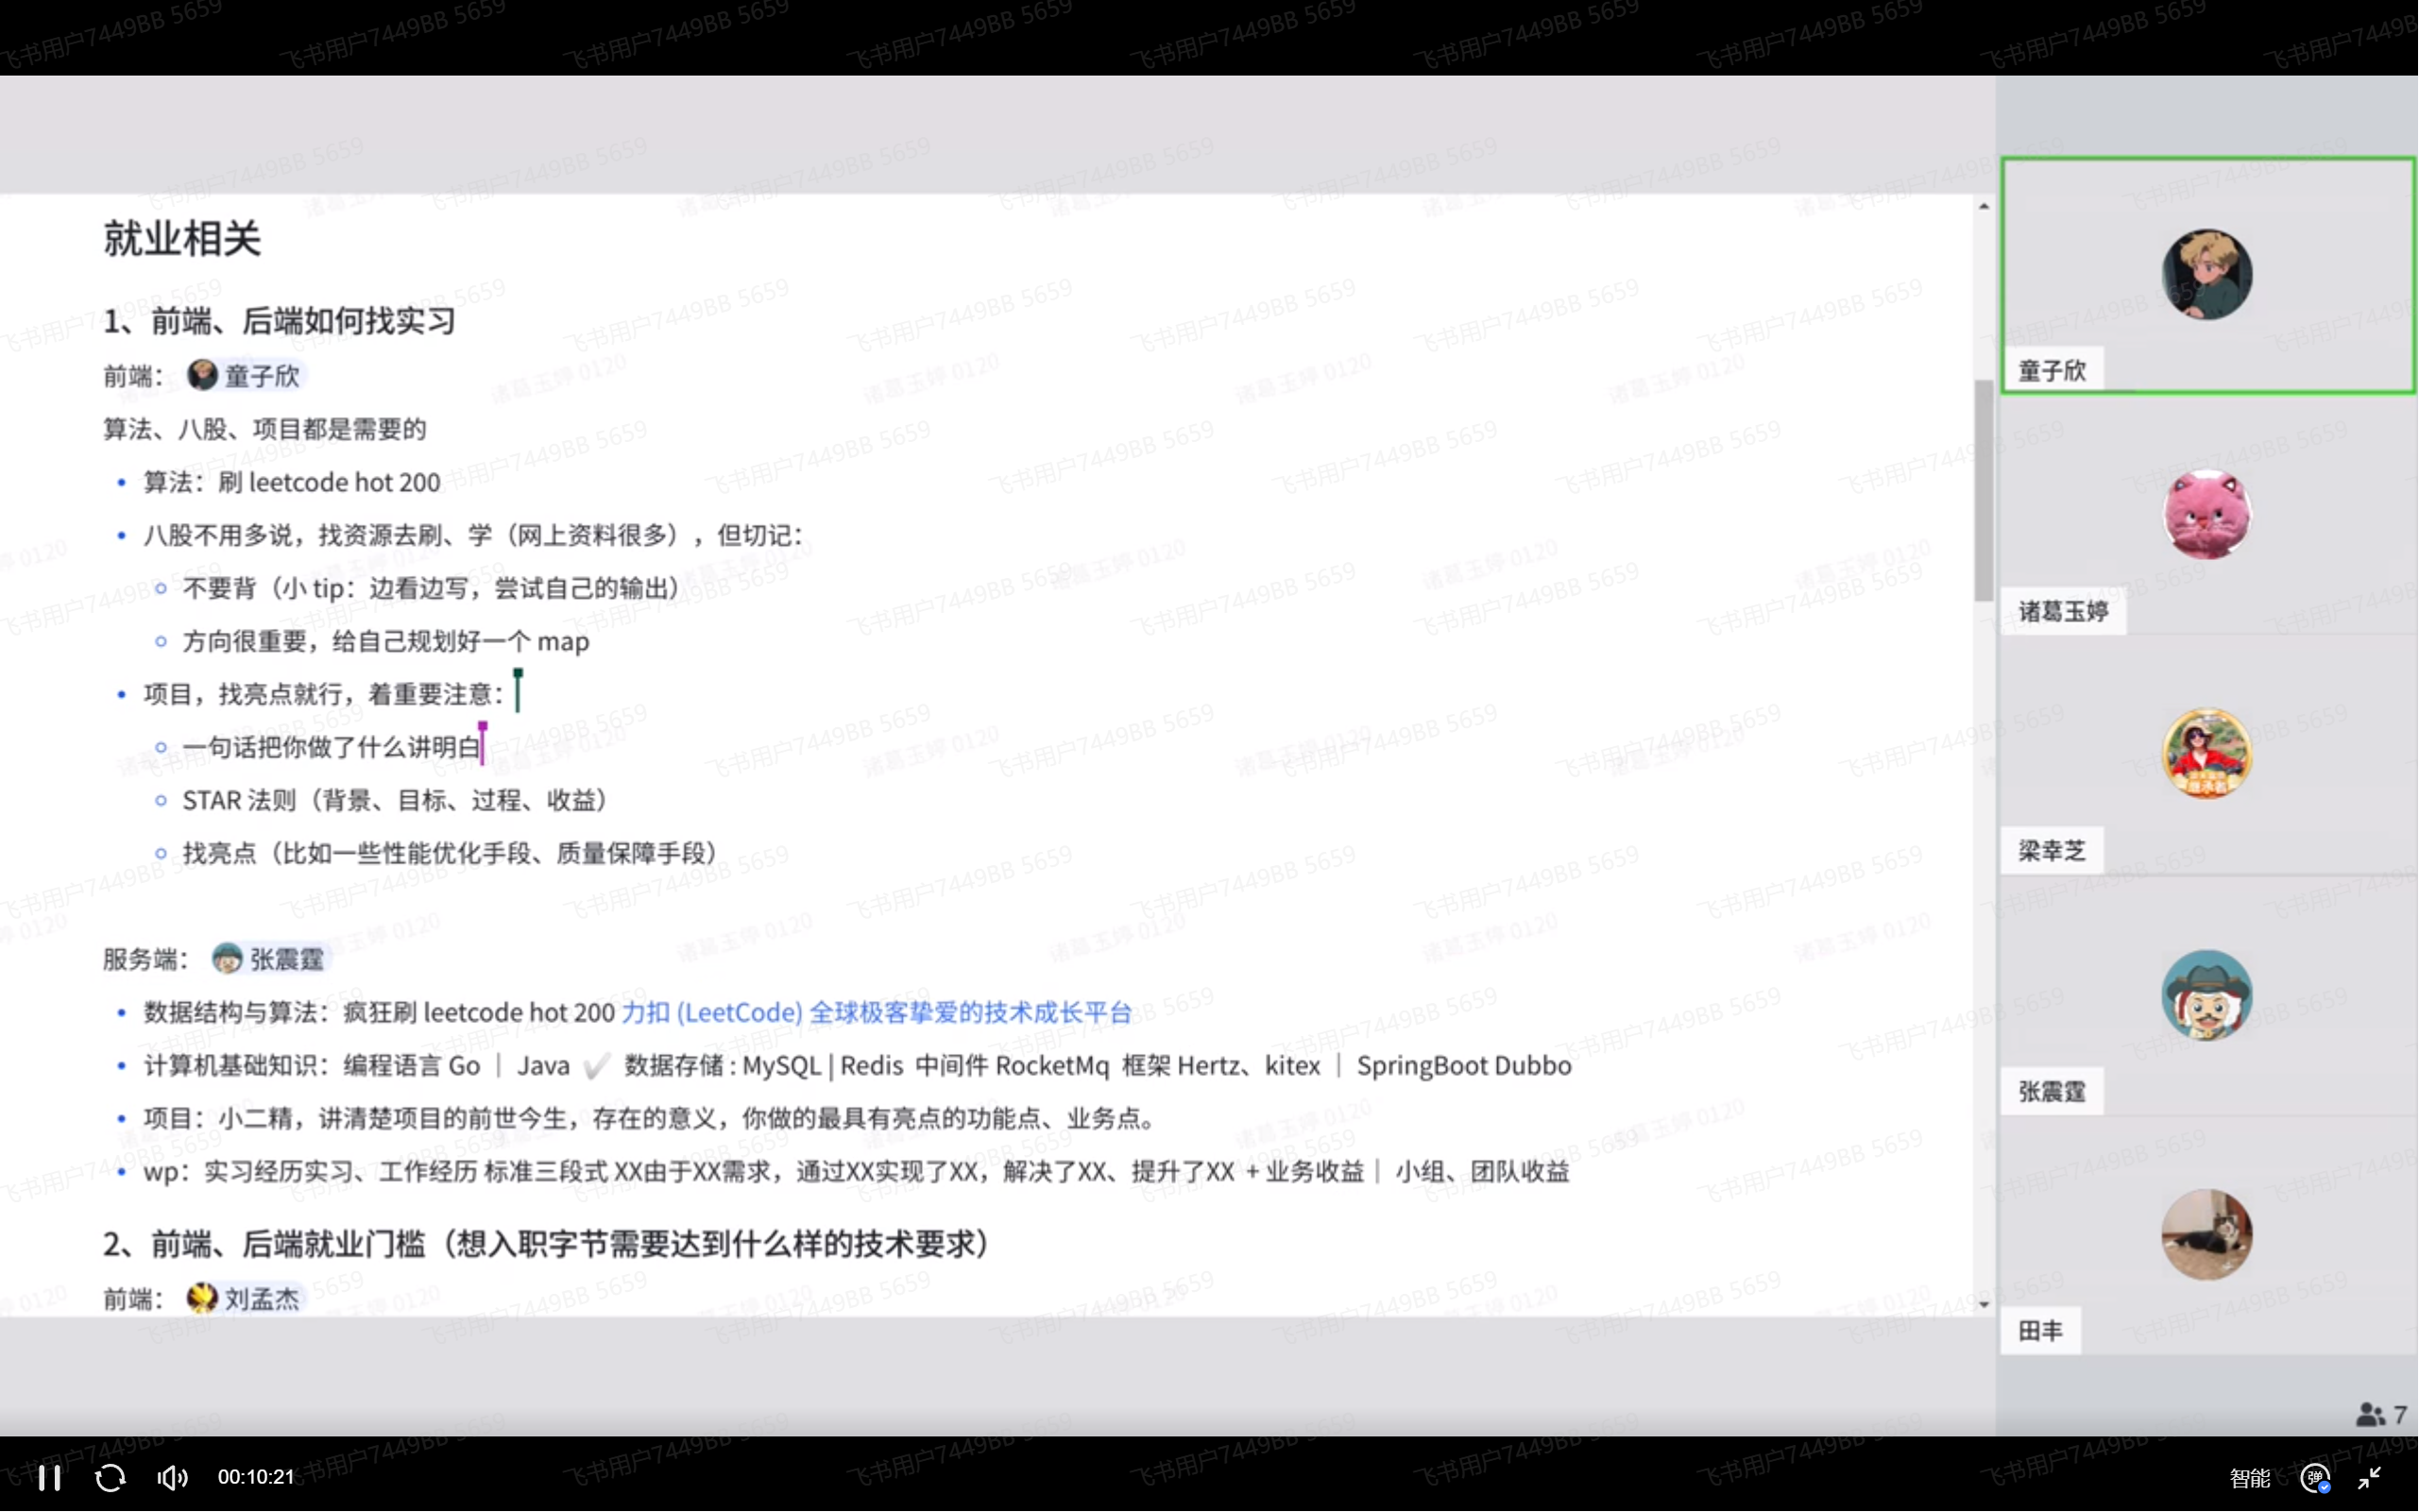 就业相关
1、前端、后端如何找实习
前端： 童子欣
算法、八股、项目都是需要的
算法：刷 leetcode hot 200
八股不用多说，找资源去刷、学（网上资料很多），但切记：
不要背（小 tip：边看边写，尝试自己的输出）
方向很重要，给自己规划好一个 map
项目，找亮点就行，着重要注意：
一句话把你做了什么讲明白
STAR 法则（背景、目标、过程、收益）
找亮点（比如一些性能优化手段、质量保障手段）
服务端： 张震霆
数据结构与算法：疯狂刷 leetcode hot 200 力扣 (LeetCode) 全球极客挚爱的技术成长平台
计算机基础知识：编程语言 Go ｜ Java ✔ 数据存储 : MySQL | Redis 中间件 RocketMq 框架 Hertz、kitex ｜ SpringBoot Dubbo
项目：小二精，讲清楚项目的前世今生，存在的意义，你做的最具有亮点的功能点、业务点。
wp：实习经历实习、工作经历 标准三段式 XX由于XX需求，通过XX实现了XX，解决了XX、提升了XX + 业务收益｜ 小组、团队收益
2、前端、后端就业门槛（想入职字节需要达到什么样的技术要求）
前端： 刘孟杰
童子欣
诸葛玉婷
梁幸芝
张震霆
田丰
7
00:10:21
智能
弹
飞书用户7449BB 5659
诸葛玉婷 0120